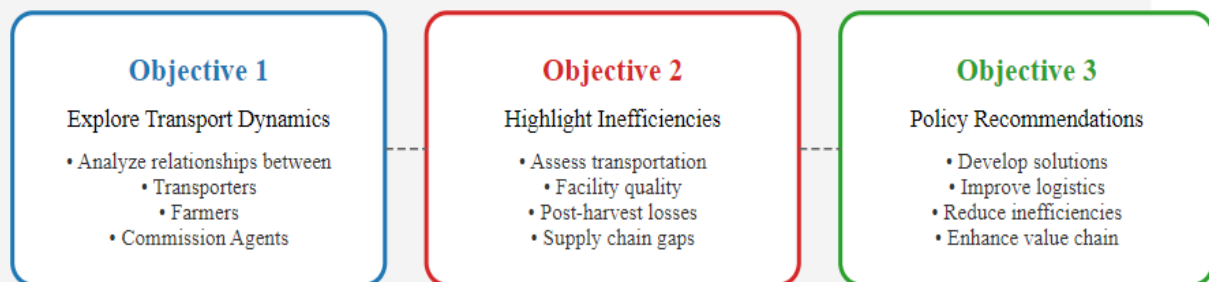 Objective 1
Explore Transport Dynamics
• Analyze relationships between
• Transporters
• Farmers
• Commission Agents
Objective 2
Highlight Inefficiencies
• Assess transportation
• Facility quality
• Post-harvest losses
• Supply chain gaps
Objective 3
Policy Recommendations
• Develop solutions
• Improve logistics
• Reduce inefficiencies
• Enhance value chain